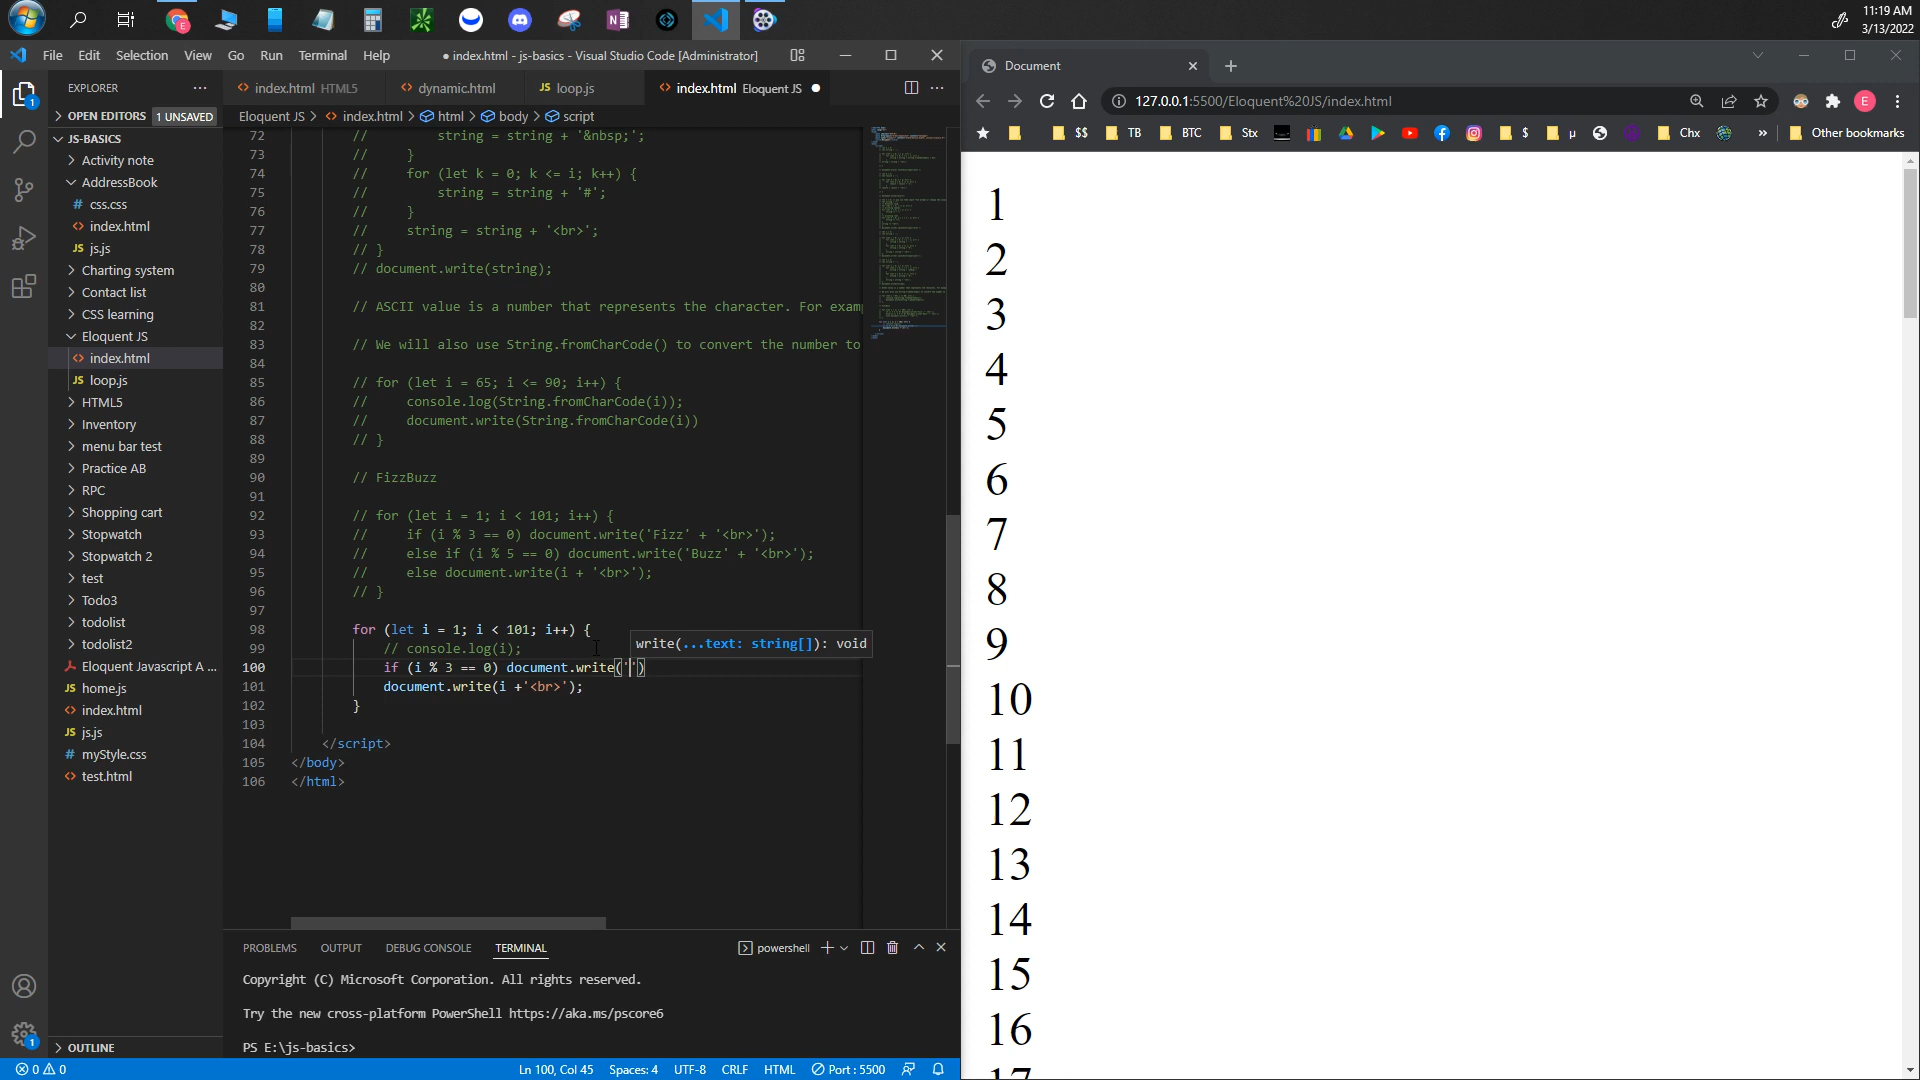 11:19 AM
3/13/2022
File Edit Selection View Go Run Terminal Help
● index.html - js-basics - Visual Studio Code [Administrator]
EXPLORER
OPEN EDITORS 1 UNSAVED
JS-BASICS
Activity note
AddressBook
# css.css
<> index.html
JS js.js
Charting system
Contact list
CSS learning
Eloquent JS
<> index.html
JS loop.js
HTML5
Inventory
menu bar test
Practice AB
RPC
Shopping cart
Stopwatch
Stopwatch 2
test
Todo3
todolist
todolist2
Eloquent Javascript A ...
JS home.js
<> index.html
JS js.js
# myStyle.css
<> test.html
OUTLINE
<> index.html HTML5
<> dynamic.html
JS loop.js
<> index.html Eloquent JS ●
Eloquent JS > <> index.html > html > body > script
72 // string = string + '&nbsp;';
73 // }
74 // for (let k = 0; k <= i; k++) {
75 // string = string + '#';
76 // }
77 // string = string + '<br>';
78 // }
79 // document.write(string);
80
81 // ASCII value is a number that represents the character. For exam
82
83 // We will also use String.fromCharCode() to convert the number to
84
85 // for (let i = 65; i <= 90; i++) {
86 // console.log(String.fromCharCode(i));
87 // document.write(String.fromCharCode(i))
88 // }
89
90 // FizzBuzz
91
92 // for (let i = 1; i < 101; i++) {
93 // if (i % 3 == 0) document.write('Fizz' + '<br>');
94 // else if (i % 5 == 0) document.write('Buzz' + '<br>');
95 // else document.write(i + '<br>');
96 // }
97
98 for (let i = 1; i < 101; i++) {
99 // console.log(i);
100 if (i % 3 == 0) document.write('')
101 document.write(i +'<br>');
102 }
103
104 </script>
105 </body>
106 </html>
write(...text: string[]): void
PROBLEMS OUTPUT DEBUG CONSOLE TERMINAL
powershell
Copyright (C) Microsoft Corporation. All rights reserved.
Try the new cross-platform PowerShell https://aka.ms/pscore6
PS E:\js-basics>
0 0
Ln 100, Col 45 Spaces: 4 UTF-8 CRLF HTML Port : 5500
Document
127.0.0.1:5500/Eloquent%20JS/index.html
E
$$ TB BTC Stx $ µ Chx » Other bookmarks
1
2
3
4
5
6
7
8
9
10
11
12
13
14
15
16
17